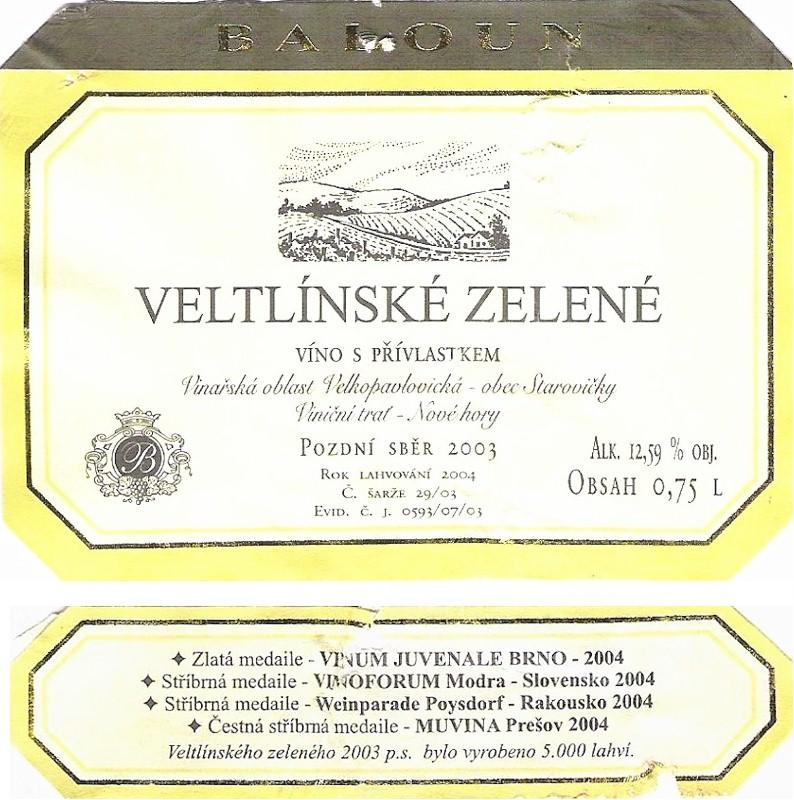 BALOUN
VELTLÍNSKÉ ZELENÉ
VÍNO S PŘÍVLASTKEM
Vinařská oblast Velkopavlovická - obec Starovičky
Viniční trať - Nové hory
POZDNÍ SBĚR 2003
ALK. 12,59 % OBJ.
ROK LAHVOVÁNÍ 2004
OBSAH 0,75 L
Č. ŠARŽE 29/03
EVID. Č. J. 0593/07/03
B
✦ Zlatá medaile - VINUM JUVENALE BRNO - 2004
✦ Stříbrná medaile - VINOFORUM Modra - Slovensko 2004
✦ Stříbrná medaile - Weinparade Poysdorf - Rakousko 2004
✦ Čestná stříbrná medaile - MUVINA Prešov 2004
Veltlínského zeleného 2003 p.s. bylo vyrobeno 5.000 lahví.